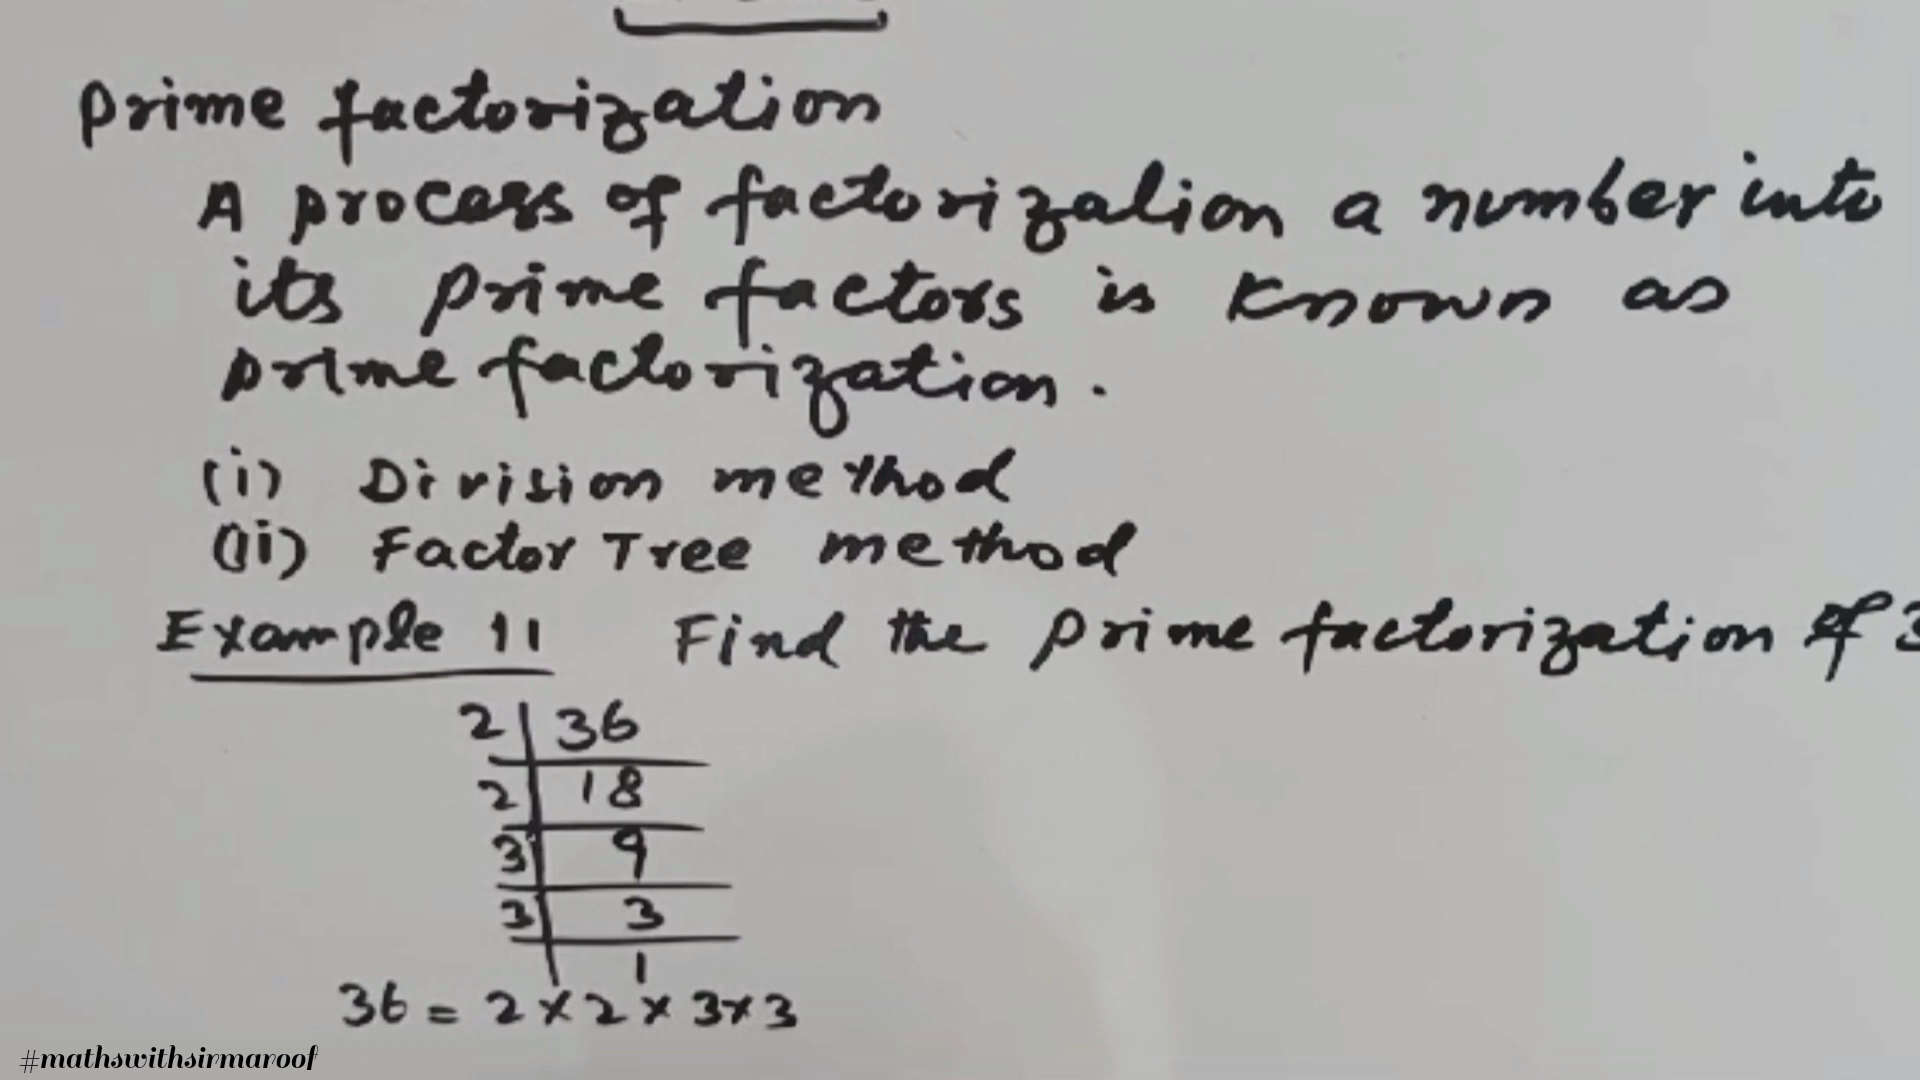 Prime factorization
A process of factorization a number into
its prime factors is known as
prime factorization.
(i) Division method
(ii) Factor Tree method
Example 11 Find the prime factorization of 3
2 36
2 18
3 9
3 3
1
36 = 2 × 2 × 3 × 3
#mathswithsirmaroof